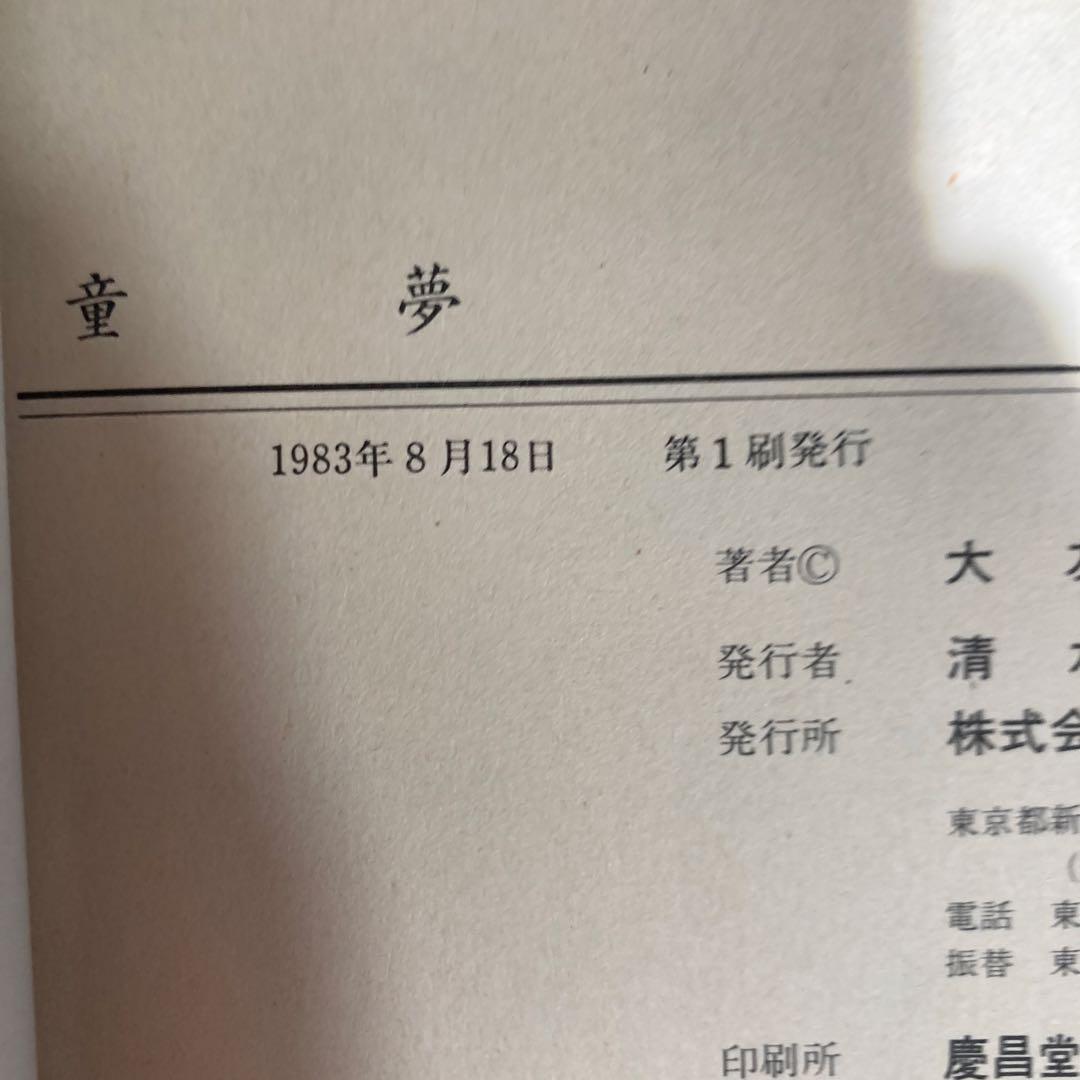 童 夢
1983年8月18日 第1刷発行
著者© 大
発行者 清
発行所 株式会
東京都新
(
電話 東
振替 東
印刷所 慶昌堂